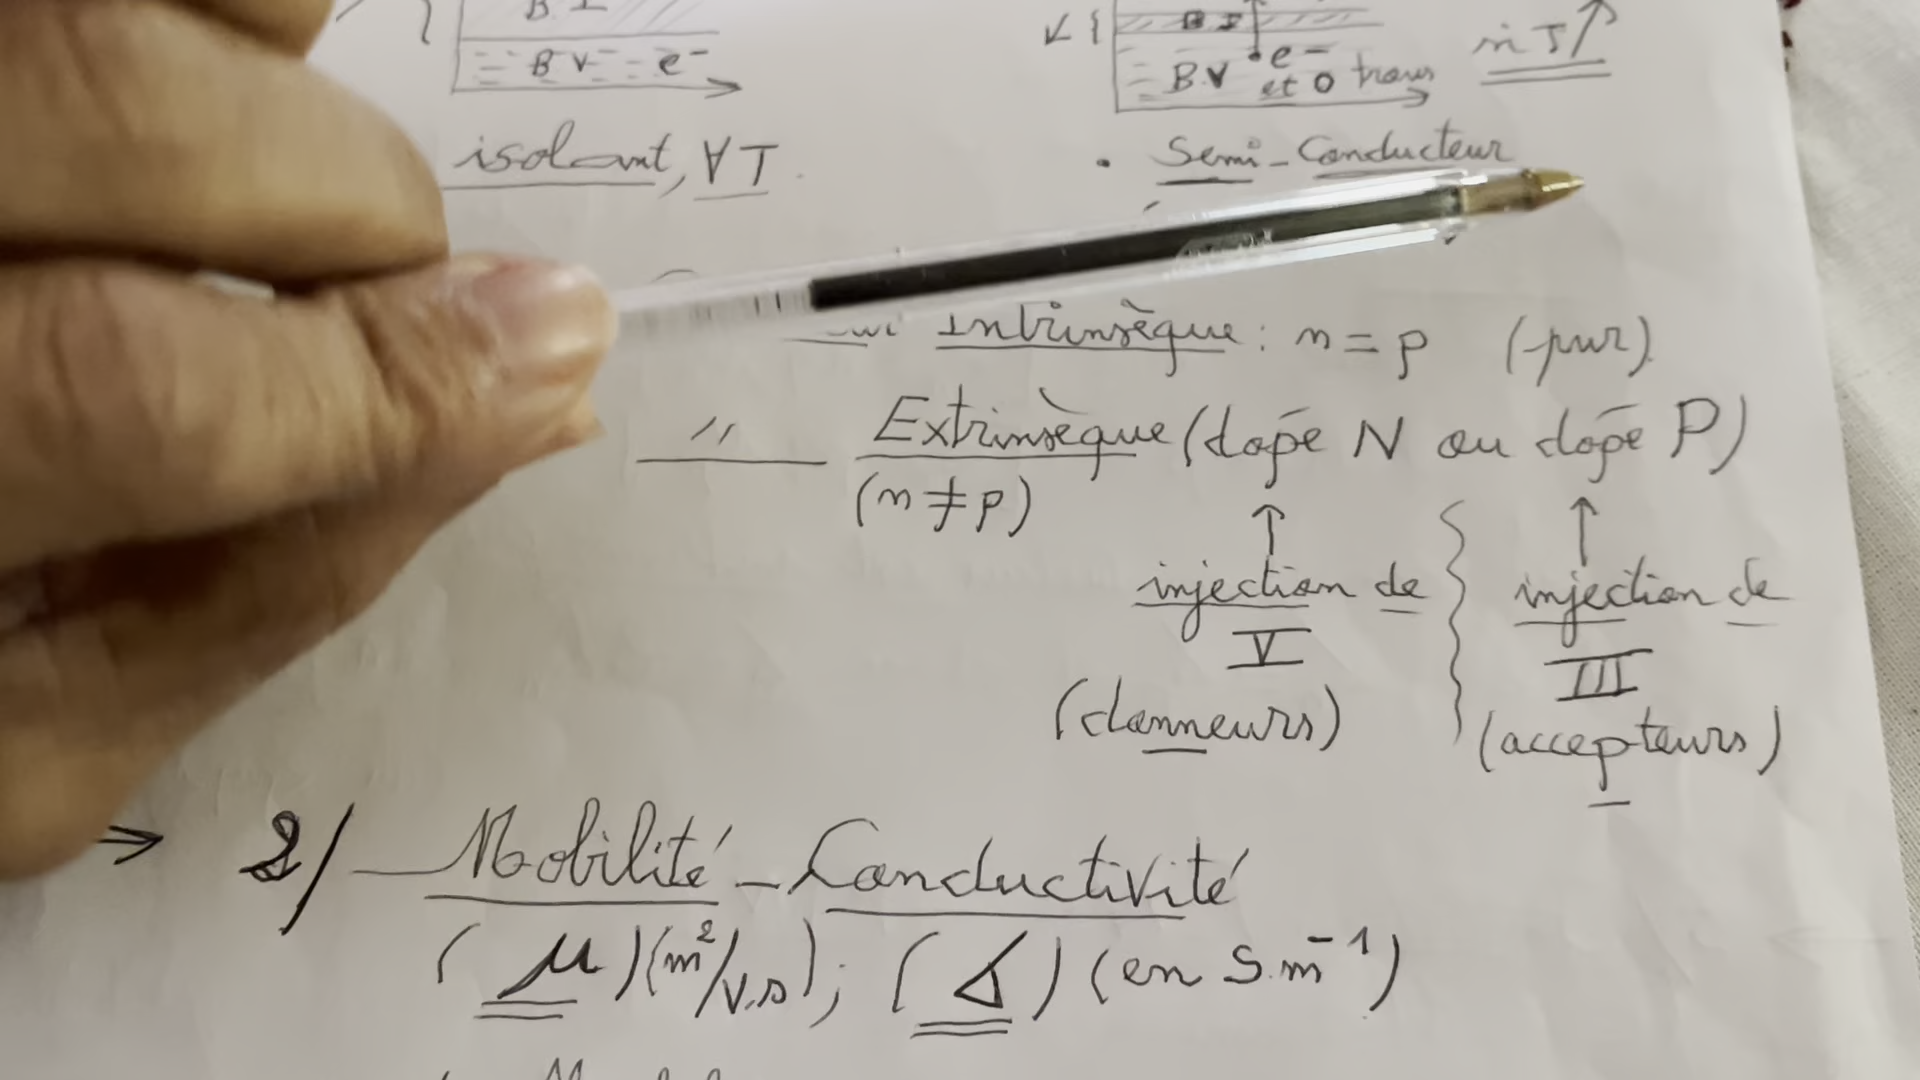 B I
B V e-
B I
B V e-
et o trous
si T↑
isolant, ∀T.
. Semi-Conducteur
Intrinsèque : n = p (pur).
" Extrinsèque (dopé N ou dopé P)
(n ≠ p)
↑ ↑
injection de injection de
V III
(donneurs) (accepteurs)
→ 2/ Mobilité - Conductivité
(μ) (m²/V.s) ; (σ) (en S.m⁻¹)